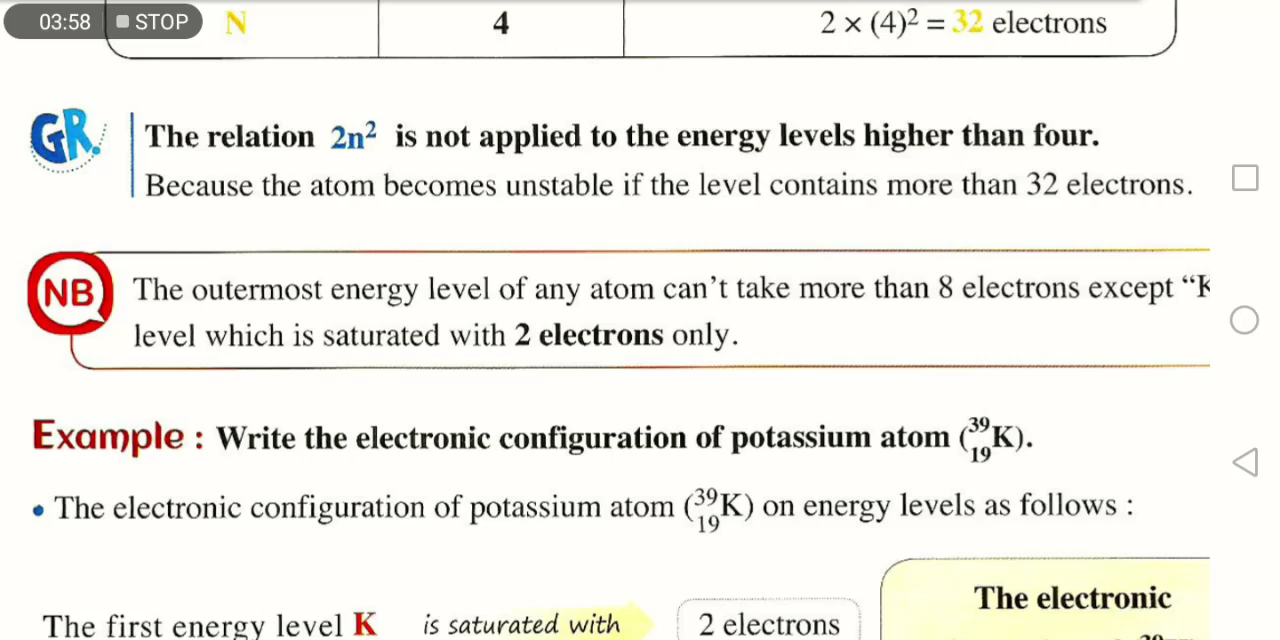 03:58 STOP
N 4 2 × (4)² = 32 electrons
GR. The relation 2n² is not applied to the energy levels higher than four.
Because the atom becomes unstable if the level contains more than 32 electrons.
NB The outermost energy level of any atom can't take more than 8 electrons except “K
level which is saturated with 2 electrons only.
Example : Write the electronic configuration of potassium atom (³⁹₁₉K).
• The electronic configuration of potassium atom (³⁹₁₉K) on energy levels as follows :
The electronic
The first energy level K is saturated with 2 electrons